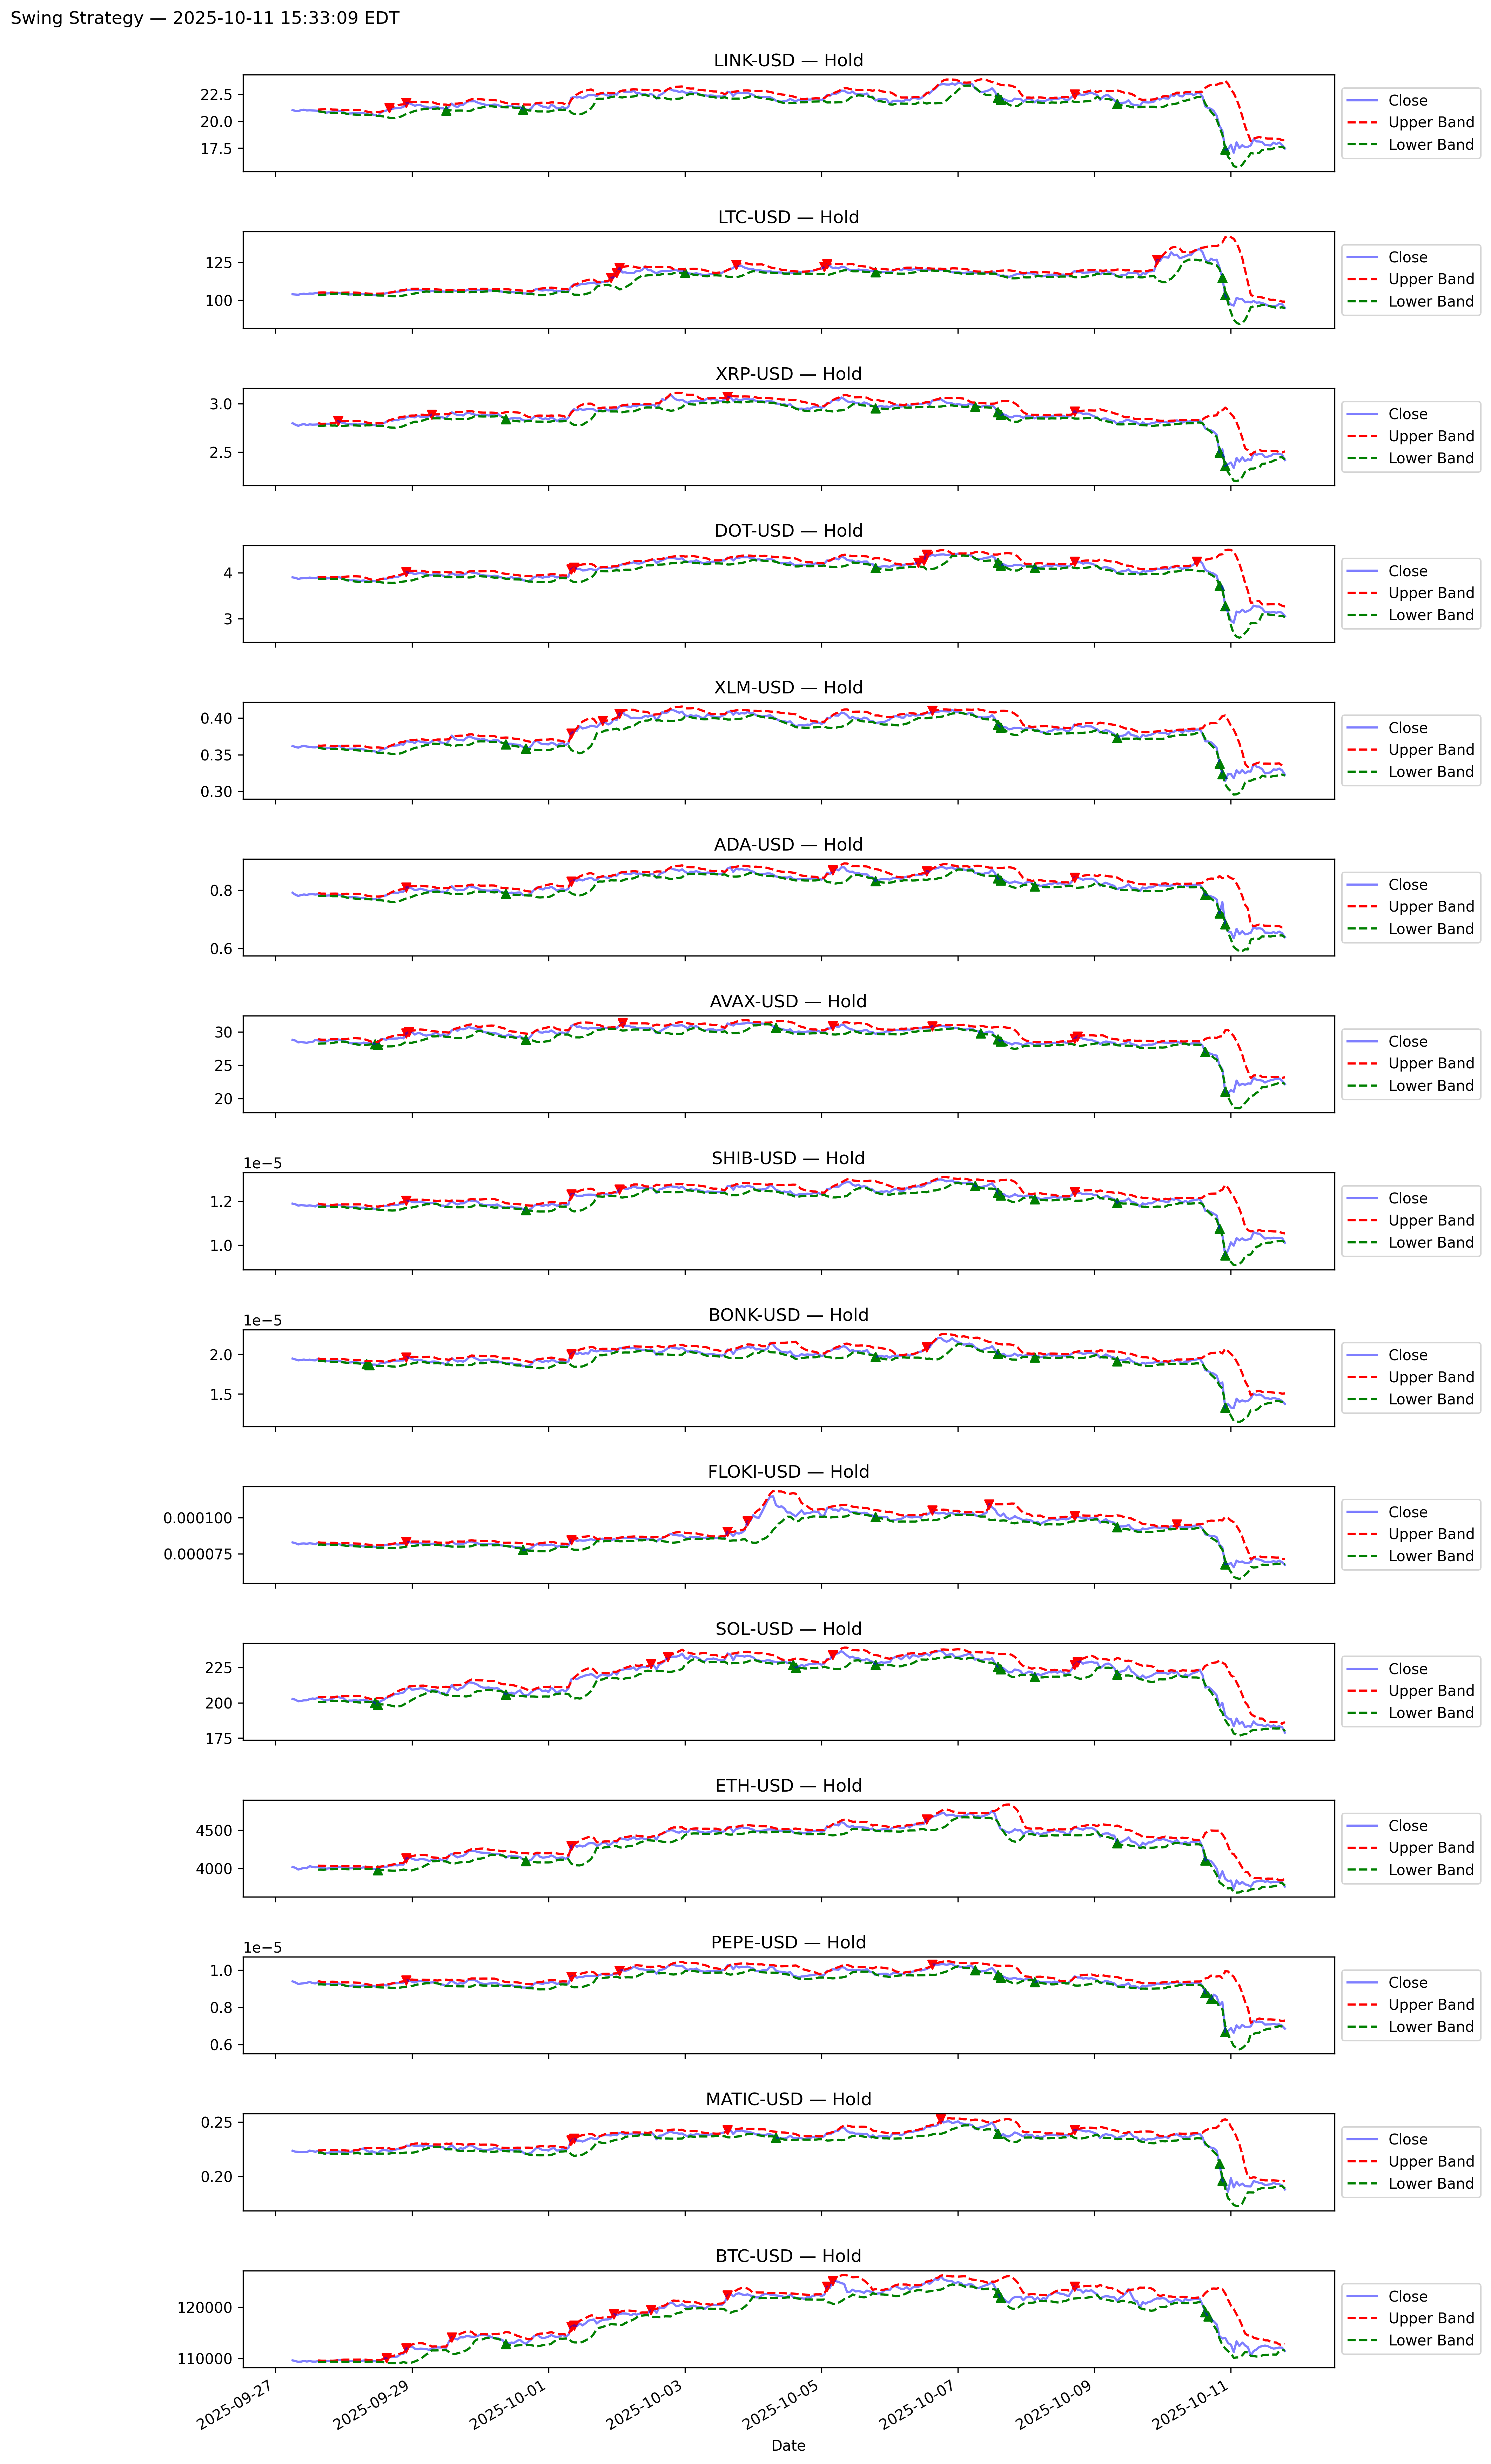 Swing Strategy — 2025-10-11 15:33:09 EDT
LINK-USD — Hold
22.5
20.0
17.5
Close
Upper Band
Lower Band
LTC-USD — Hold
125
100
Close
Upper Band
Lower Band
XRP-USD — Hold
3.0
2.5
Close
Upper Band
Lower Band
DOT-USD — Hold
4
3
Close
Upper Band
Lower Band
XLM-USD — Hold
0.40
0.35
0.30
Close
Upper Band
Lower Band
ADA-USD — Hold
0.8
0.6
Close
Upper Band
Lower Band
AVAX-USD — Hold
30
25
20
Close
Upper Band
Lower Band
SHIB-USD — Hold
1e−5
1.2
1.0
Close
Upper Band
Lower Band
BONK-USD — Hold
1e−5
2.0
1.5
Close
Upper Band
Lower Band
FLOKI-USD — Hold
0.000100
0.000075
Close
Upper Band
Lower Band
SOL-USD — Hold
225
200
175
Close
Upper Band
Lower Band
ETH-USD — Hold
4500
4000
Close
Upper Band
Lower Band
PEPE-USD — Hold
1e−5
1.0
0.8
0.6
Close
Upper Band
Lower Band
MATIC-USD — Hold
0.25
0.20
Close
Upper Band
Lower Band
BTC-USD — Hold
120000
110000
Close
Upper Band
Lower Band
2025-09-27
2025-09-29
2025-10-01
2025-10-03
2025-10-05
2025-10-07
2025-10-09
2025-10-11
Date